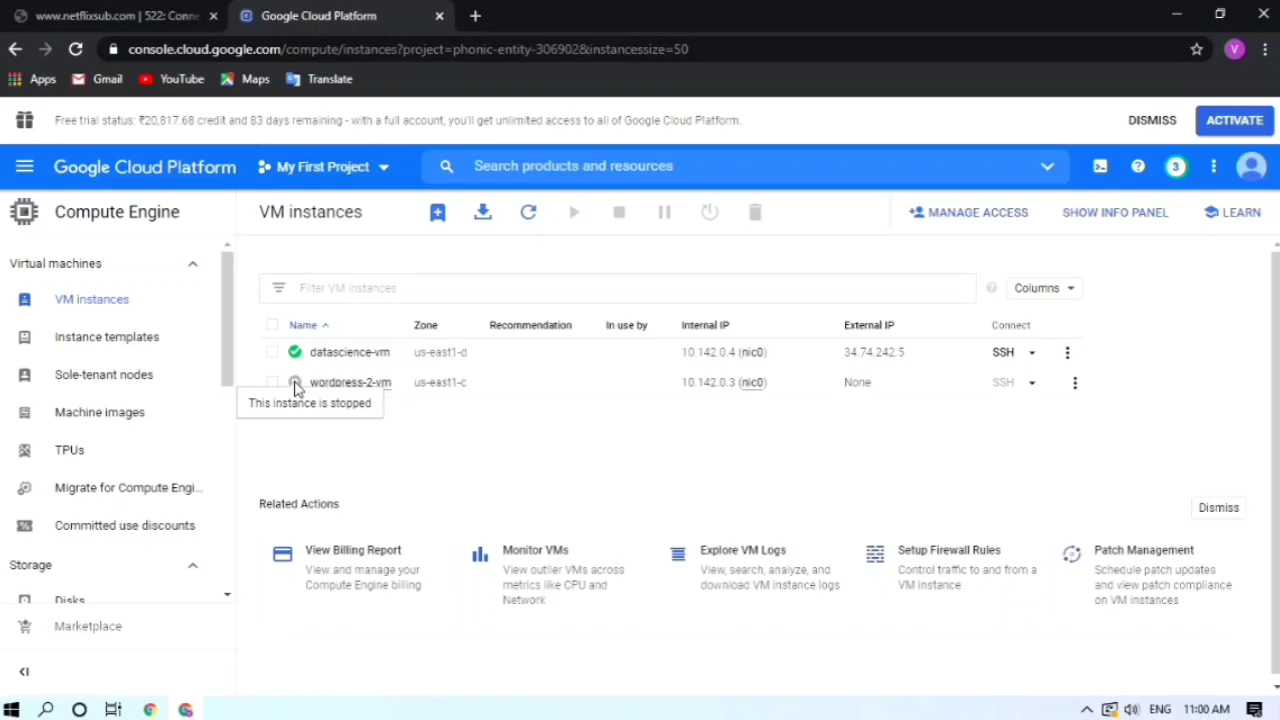 www.netflixsub.com | 522: Conne
Google Cloud Platform
console.cloud.google.com/compute/instances?project=phonic-entity-306902&instancessize=50
V
Apps
Gmail
YouTube
Maps
Translate
Free trial status: ₹20,817.68 credit and 83 days remaining - with a full account, you'll get unlimited access to all of Google Cloud Platform.
DISMISS
ACTIVATE
Google Cloud Platform
My First Project
Search products and resources
3
Compute Engine
VM instances
MANAGE ACCESS
SHOW INFO PANEL
LEARN
Virtual machines
VM instances
Instance templates
Sole-tenant nodes
Machine images
TPUs
Migrate for Compute Engi...
Committed use discounts
Storage
Disks
Marketplace
Filter VM instances
Columns
Name Zone Recommendation In use by Internal IP External IP Connect
datascience-vm us-east1-d 10.142.0.4 (nic0) 34.74.242.5 SSH
wordpress-2-vm us-east1-c 10.142.0.3 (nic0) None SSH
This instance is stopped
Related Actions
Dismiss
View Billing Report
View and manage your
Compute Engine billing
Monitor VMs
View outlier VMs across
metrics like CPU and
Network
Explore VM Logs
View, search, analyze, and
download VM instance logs
Setup Firewall Rules
Control traffic to and from a
VM instance
Patch Management
Schedule patch updates
and view patch compliance
on VM instances
ENG
11:00 AM